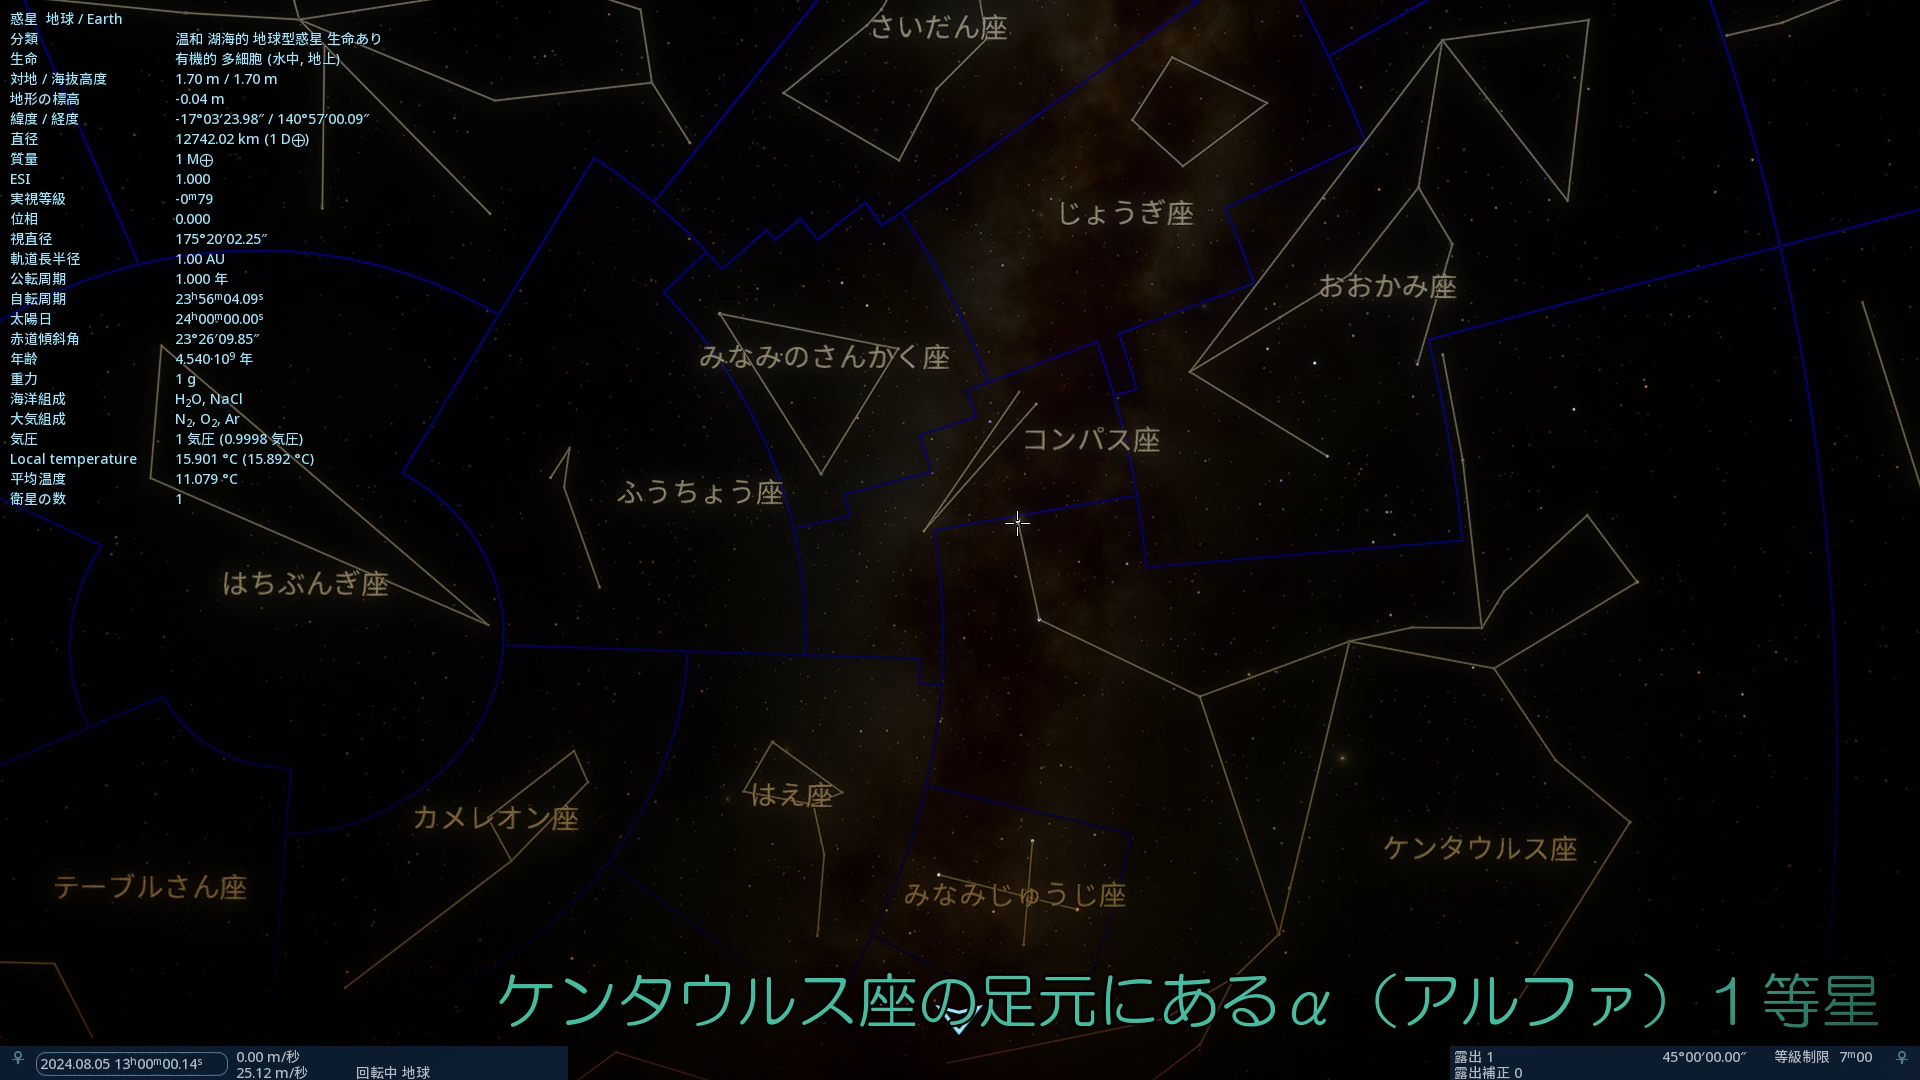 惑星 地球 / Earth
分類 温和 湖海的 地球型惑星 生命あり
生命 有機的 多細胞 (水中, 地上)
対地 / 海抜高度 1.70 m / 1.70 m
地形の標高 -0.04 m
緯度 / 経度 -17°03′23.98″ / 140°57′00.09″
直径 12742.02 km (1 D⊕)
質量 1 M⊕
ESI 1.000
実視等級 -0ᵐ79
位相 0.000
視直径 175°20′02.25″
軌道長半径 1.00 AU
公転周期 1.000 年
自転周期 23ʰ56ᵐ04.09ˢ
太陽日 24ʰ00ᵐ00.00ˢ
赤道傾斜角 23°26′09.85″
年齢 4.540·10⁹ 年
重力 1 g
海洋組成 H₂O, NaCl
大気組成 N₂, O₂, Ar
気圧 1 気圧 (0.9998 気圧)
Local temperature 15.901 °C (15.892 °C)
平均温度 11.079 °C
衛星の数 1
さいだん座
じょうぎ座
おおかみ座
みなみのさんかく座
コンパス座
ふうちょう座
はちぶんぎ座
はえ座
カメレオン座
ケンタウルス座
テーブルさん座
みなみじゅうじ座
ケンタウルス座の足元にあるα（アルファ）１等星
2024.08.05 13ʰ00ᵐ00.14ˢ
0.00 m/秒
25.12 m/秒 回転中 地球
露出 1 45°00′00.00″ 等級制限 7ᵐ00
露出補正 0